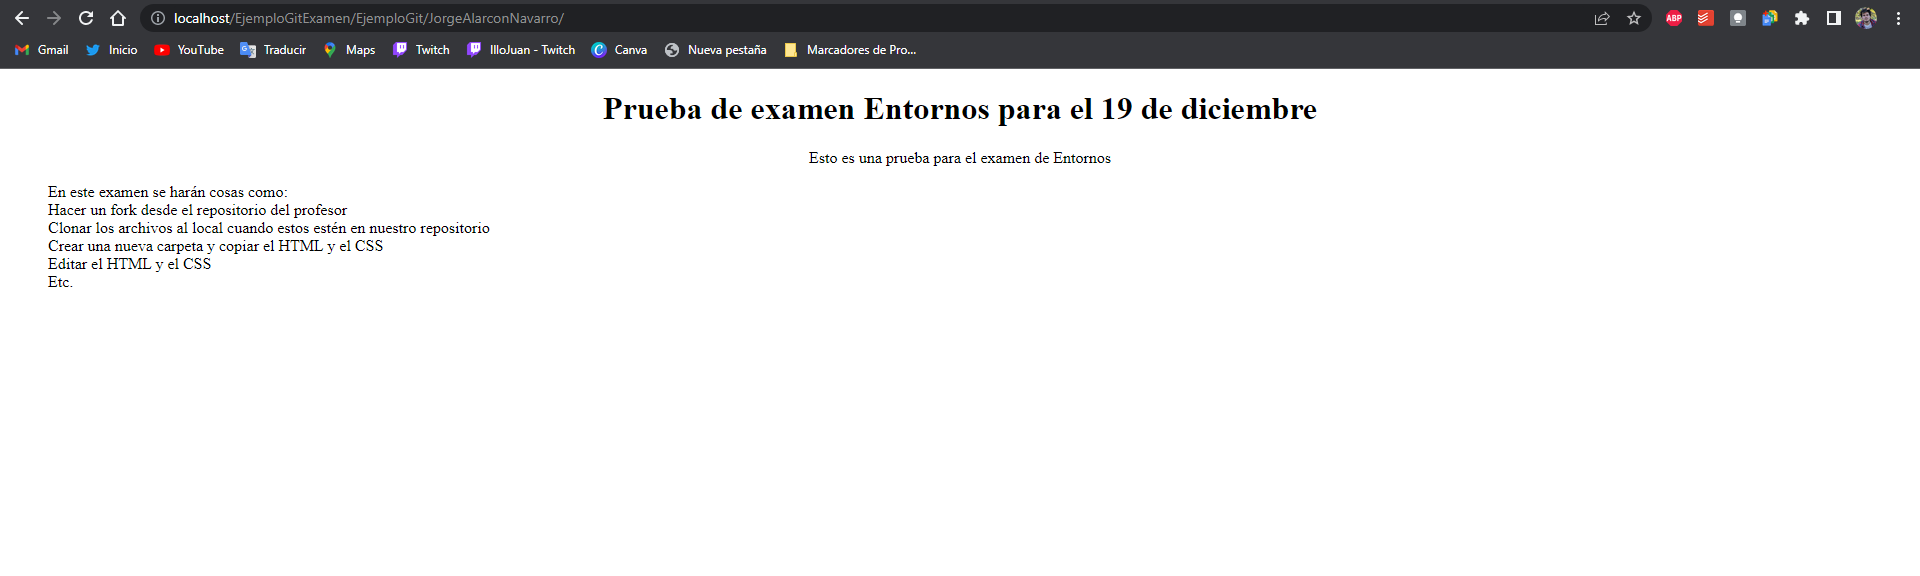 localhost/EjemploGitExamen/EjemploGit/JorgeAlarconNavarro/
ABP
Gmail Inicio YouTube Traducir Maps Twitch IlloJuan - Twitch Canva Nueva pestaña Marcadores de Pro...
Prueba de examen Entornos para el 19 de diciembre
Esto es una prueba para el examen de Entornos
En este examen se harán cosas como:
Hacer un fork desde el repositorio del profesor
Clonar los archivos al local cuando estos estén en nuestro repositorio
Crear una nueva carpeta y copiar el HTML y el CSS
Editar el HTML y el CSS
Etc.